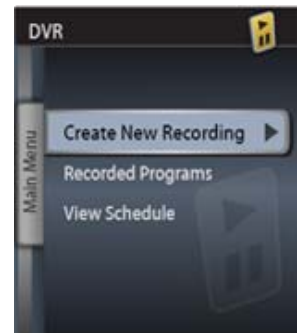 DVR
Main Menu
Create New Recording
Recorded Programs
View Schedule